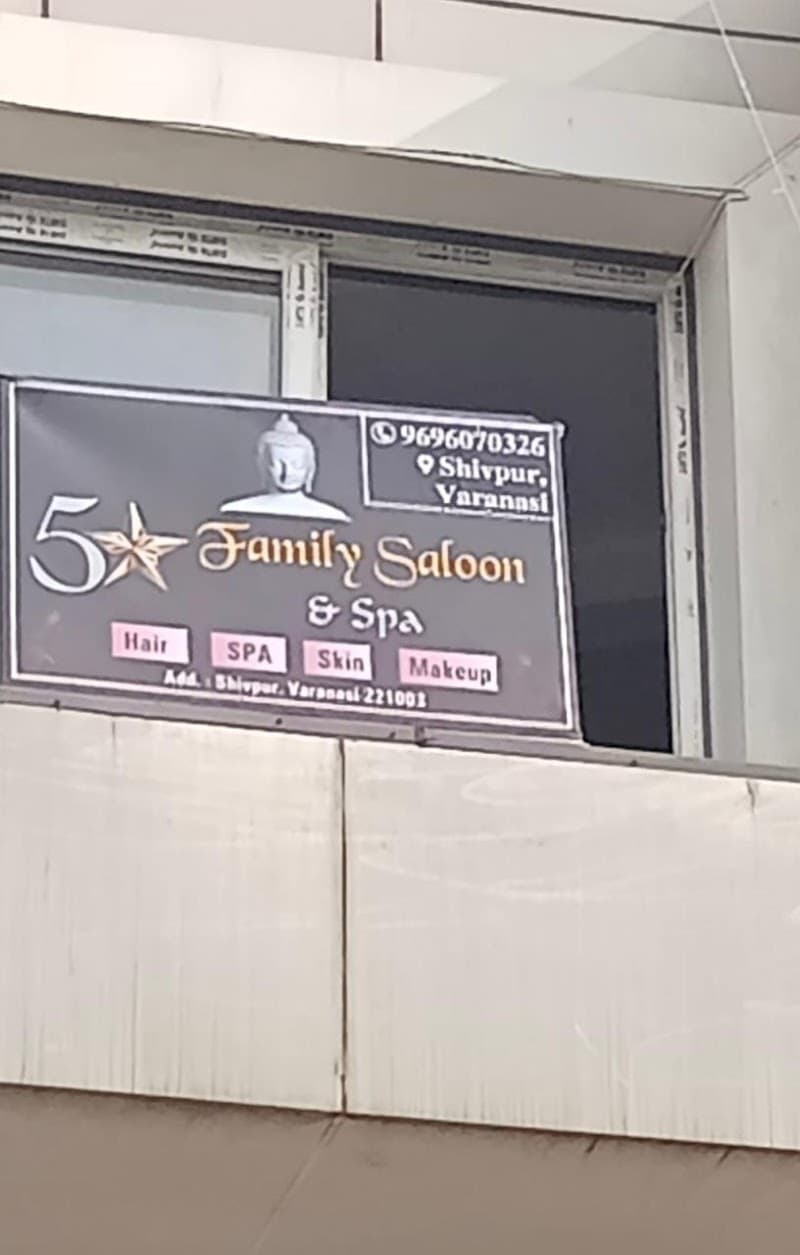 9696070326
Shivpur,
Varanasi
5 Family Saloon
& Spa
Hair SPA Skin Makeup
Add. : Shivpur, Varanasi-221003